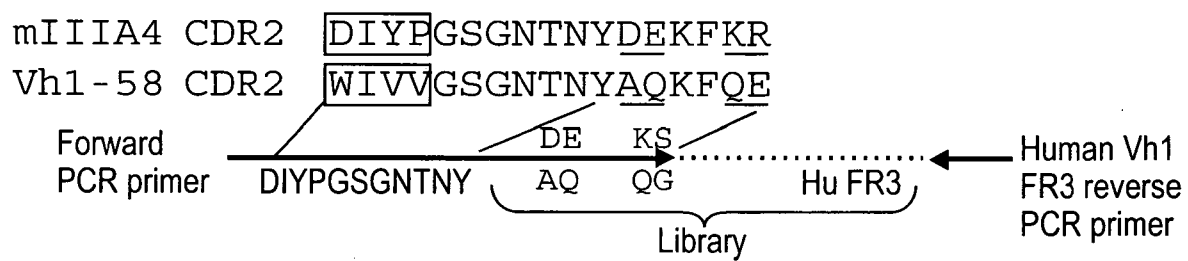 mIIIA4 CDR2 DIYPGSGNTNYDEKFKR
Vh1-58 CDR2 WIVVGSGNTNYAQKFQE
Forward
PCR primer
DE KS
DIYPGSGNTNY AQ QG Hu FR3
Library
Human Vh1
FR3 reverse
PCR primer